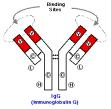 Binding
Sites
L
L
H
H
IgG
(Immunoglobulin G)